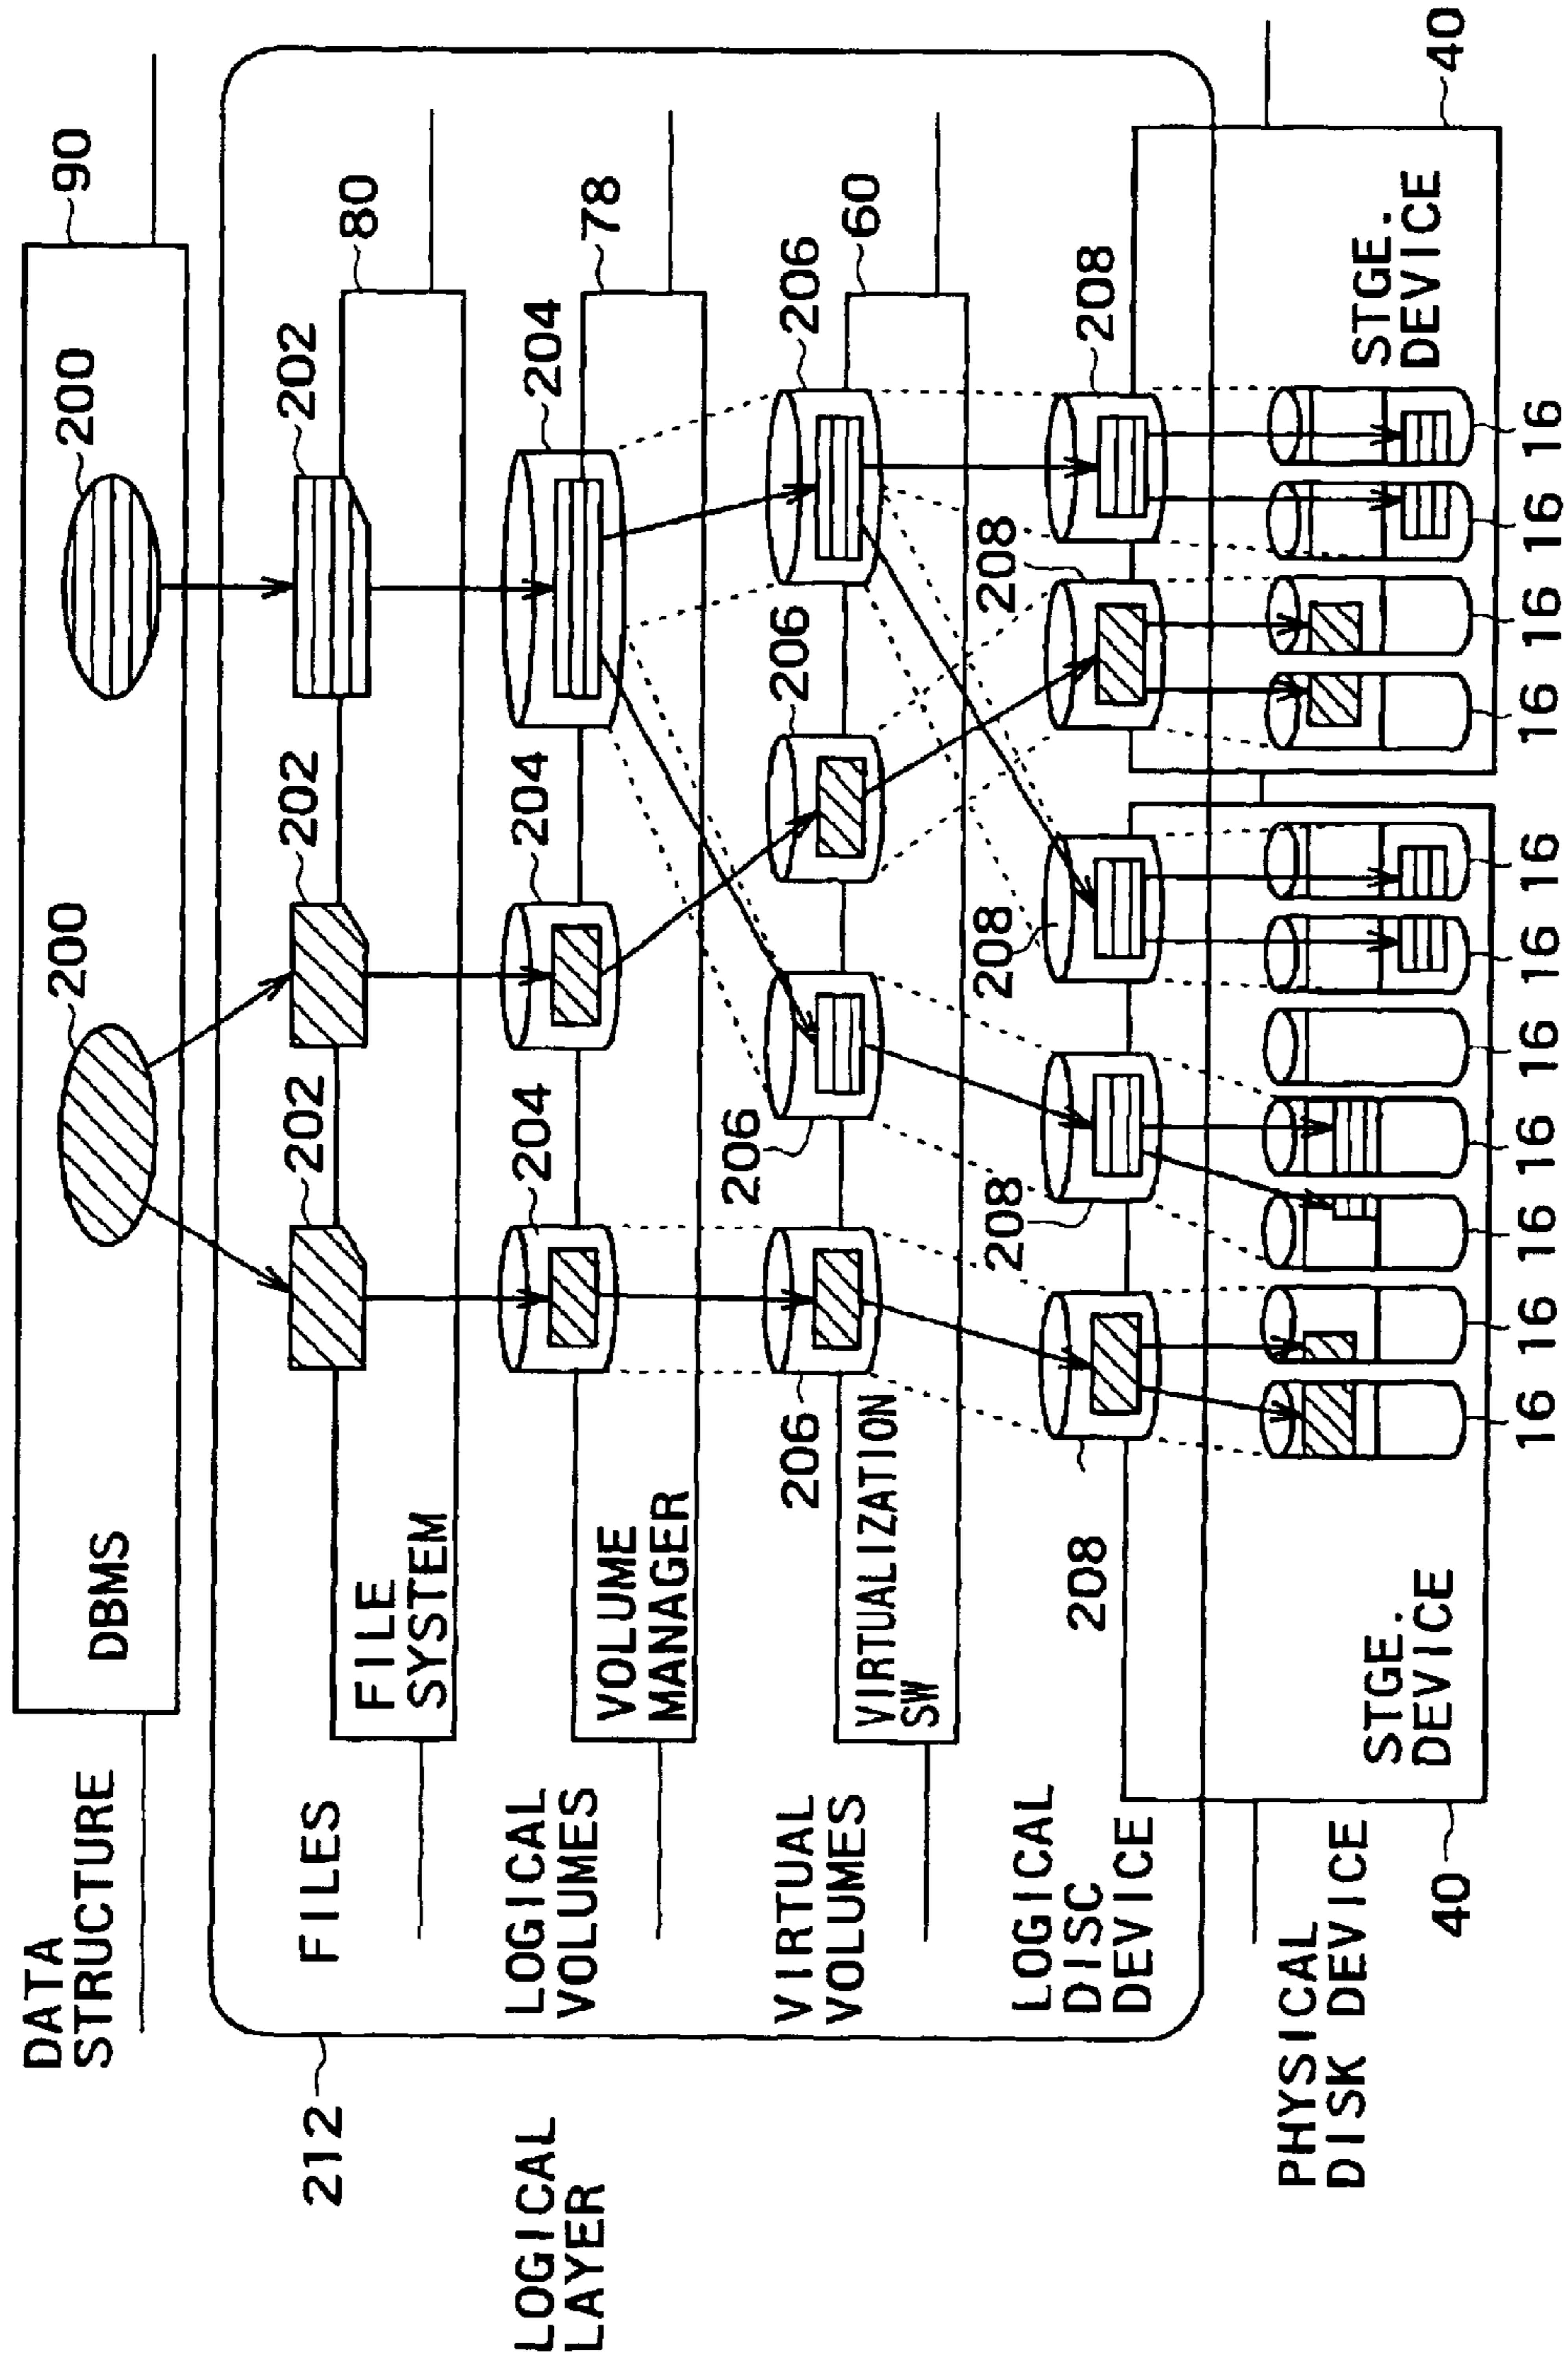 DATA
STRUCTURE
DBMS
200
200
90
212
FILES
FILE
SYSTEM
202
202
202
80
LOGICAL
LAYER
LOGICAL
VOLUMES
VOLUME
MANAGER
204
204
204
78
VIRTUAL
VOLUMES
VIRTUALIZATION
SW
206
206
206
206
60
LOGICAL
DISC
DEVICE
208
208
208
208
208
PHYSICAL
DISK DEVICE
40
STGE.
DEVICE
STGE.
DEVICE
40
16
16
16
16
16
16
16
16
16
16
16